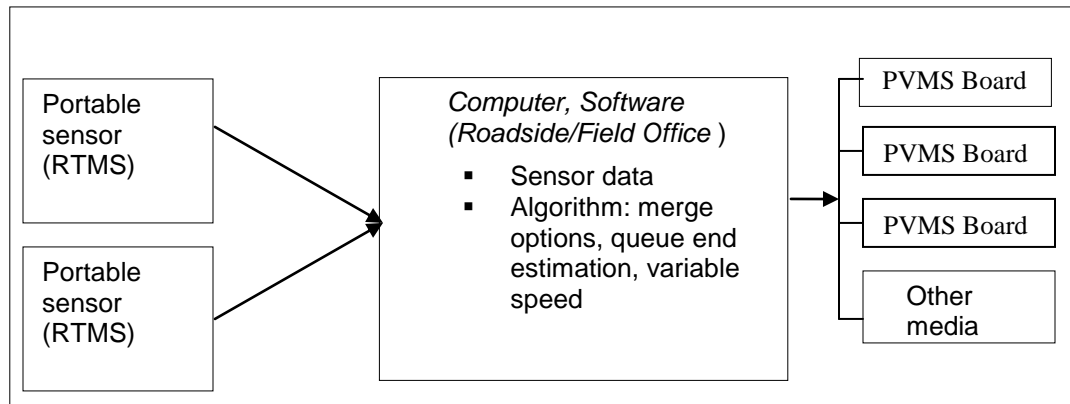 Portable
sensor
(RTMS)
Portable
sensor
(RTMS)
Computer, Software
(Roadside/Field Office )
▪ Sensor data
▪ Algorithm: merge
options, queue end
estimation, variable
speed
PVMS Board
PVMS Board
PVMS Board
Other
media